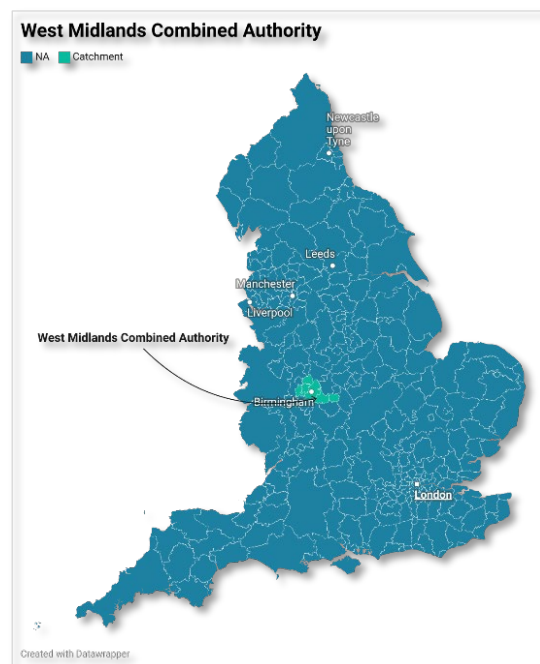 West Midlands Combined Authority
NA Catchment
Newcastle
upon
Tyne
Leeds
Manchester
Liverpool
West Midlands Combined Authority
Birmingham
London
Created with Datawrapper